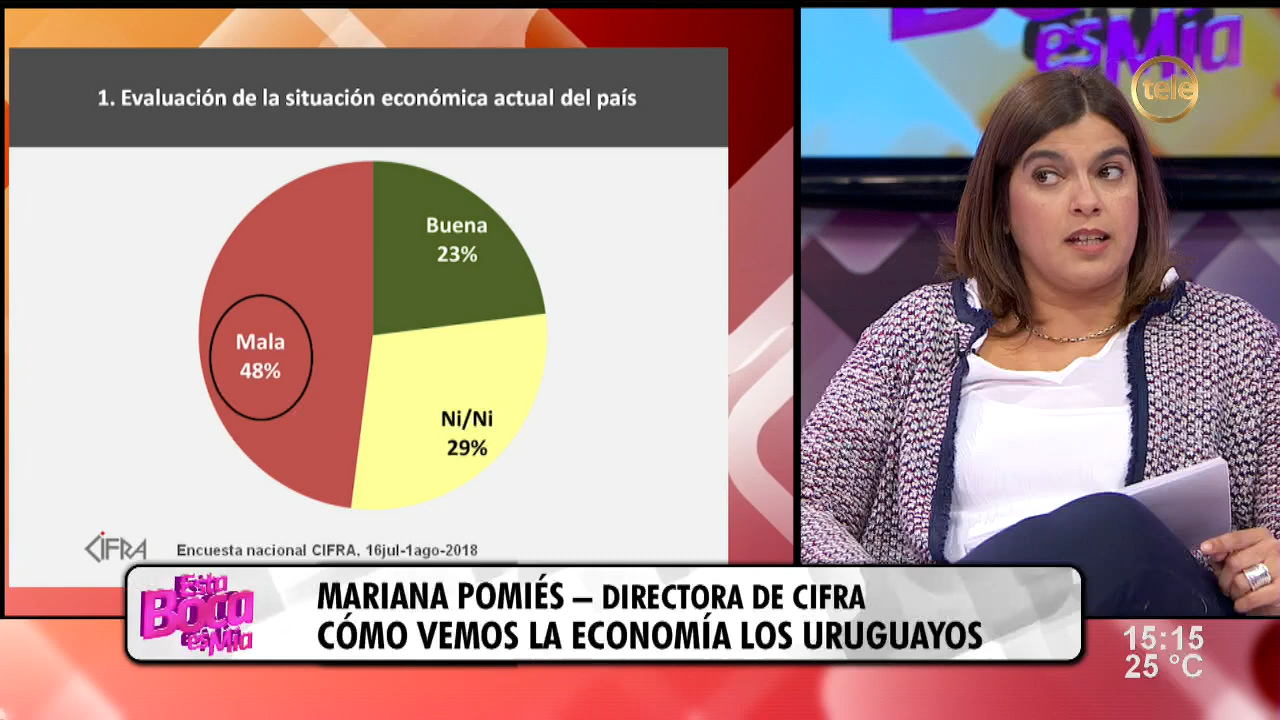 1. Evaluación de la situación económica actual del país
Buena
23%
Mala
48%
Ni/Ni
29%
CIFRA
Encuesta nacional CIFRA, 16jul-1ago-2018
esMía
tele
Esta
Boca
esMía
MARIANA POMIÉS – DIRECTORA DE CIFRA
CÓMO VEMOS LA ECONOMÍA LOS URUGUAYOS
15:15
25 °C